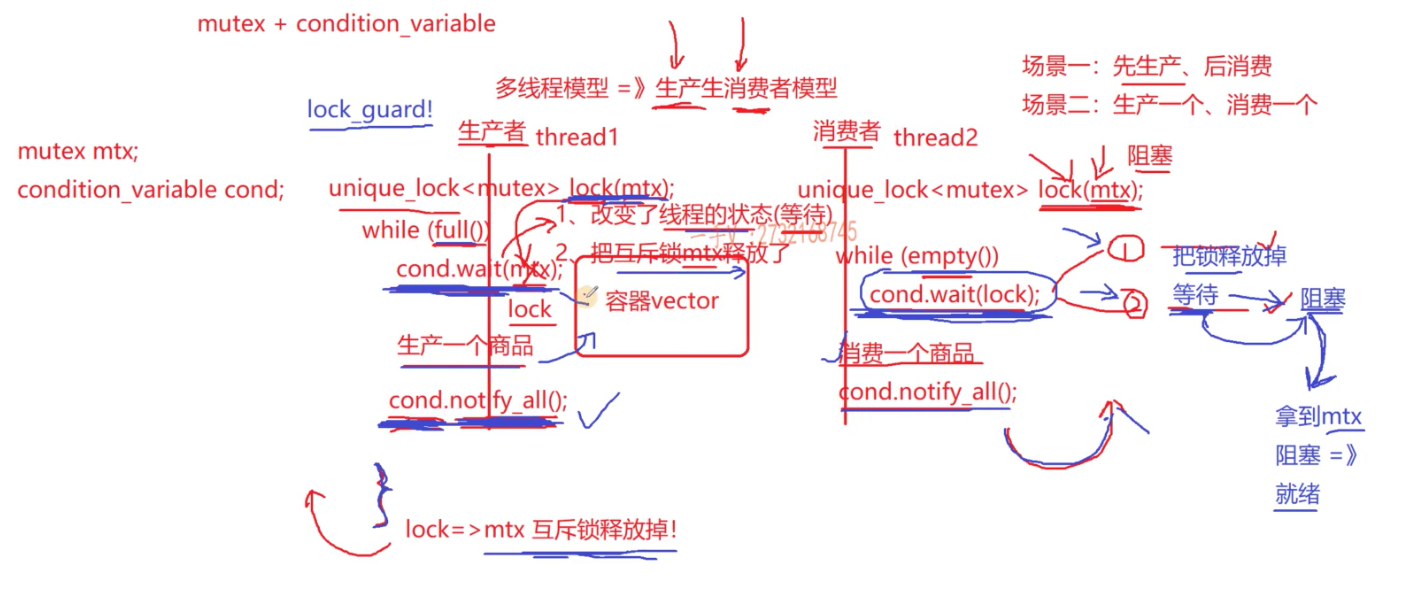 mutex + condition_variable
多线程模型 =》生产生消费者模型
场景一：先生产、后消费
场景二：生产一个、消费一个
lock_guard!
生产者 thread1
消费者 thread2
mutex mtx;
condition_variable cond;
unique_lock<mutex> lock(mtx);
while (full())
cond.wait(mtx);
lock
1、改变了线程的状态(等待)
2、把互斥锁mtx释放了
容器vector
生产一个商品
cond.notify_all();
}
lock=>mtx 互斥锁释放掉!
unique_lock<mutex> lock(mtx);
阻塞
while (empty())
cond.wait(lock);
① 把锁释放掉
② 等待 阻塞
消费一个商品
cond.notify_all();
拿到mtx
阻塞 =》
就绪